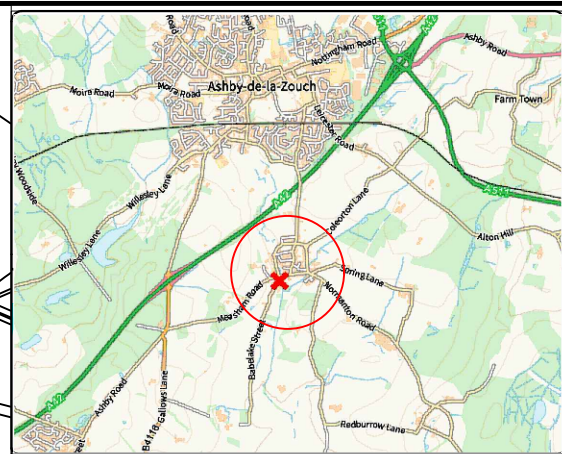 Nottingham Road
Ashby Road
Ashby-de-la-Zouch
Moira Road
Moira Road
Farm Town
Leicester Road
Woodside
Willesley Lane
Coleorton Lane
A511
Alton Hill
A42
Willesley Lane
Spring Lane
Measham Road
Normanton Road
Babelake Street
Ashby Road
B4116 Gallows Lane
A42
Redburrow Lane